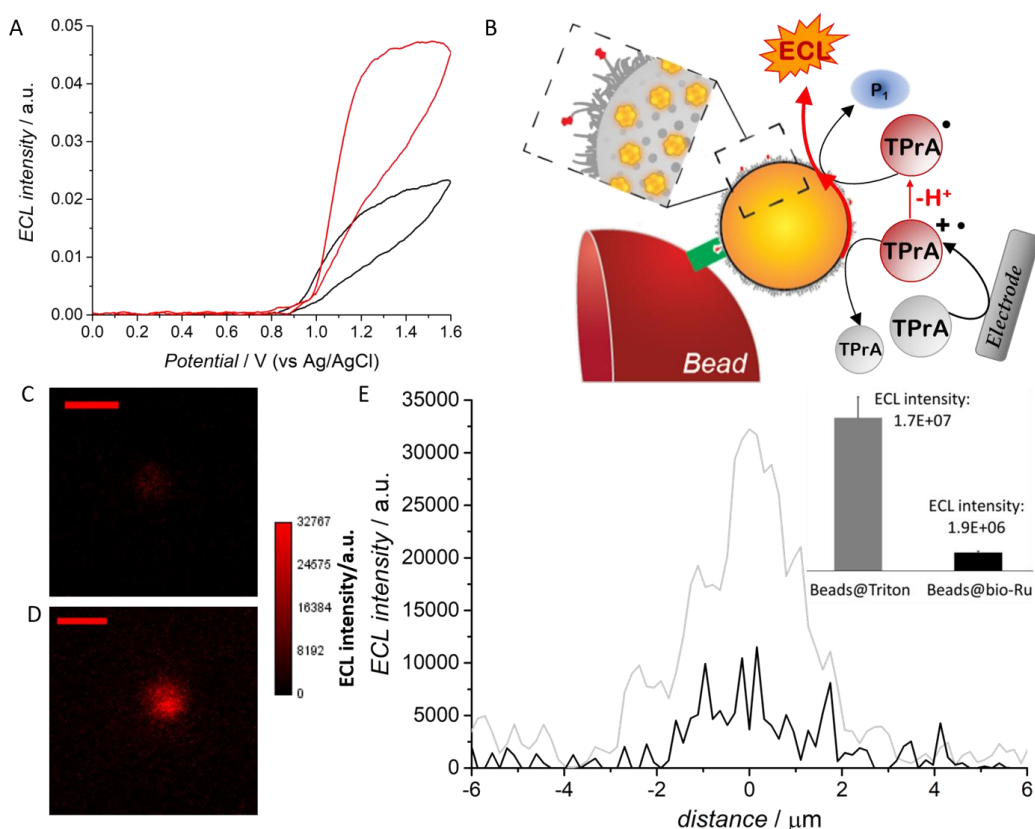 A
ECL intensity / a.u.
0.05
0.04
0.03
0.02
0.01
0.00
0.0 0.2 0.4 0.6 0.8 1.0 1.2 1.4 1.6
Potential / V (vs Ag/AgCl)
B
ECL
P1
TPrA •
-H+
TPrA + •
TPrA
TPrA
Electrode
Bead
C
D
32767
24575
16384
8192
0
ECL intensity/a.u.
E
ECL intensity / a.u.
35000
30000
25000
20000
15000
10000
5000
0
-6 -4 -2 0 2 4 6
distance / μm
ECL intensity:
1.7E+07
ECL intensity:
1.9E+06
Beads@Triton Beads@bio-Ru